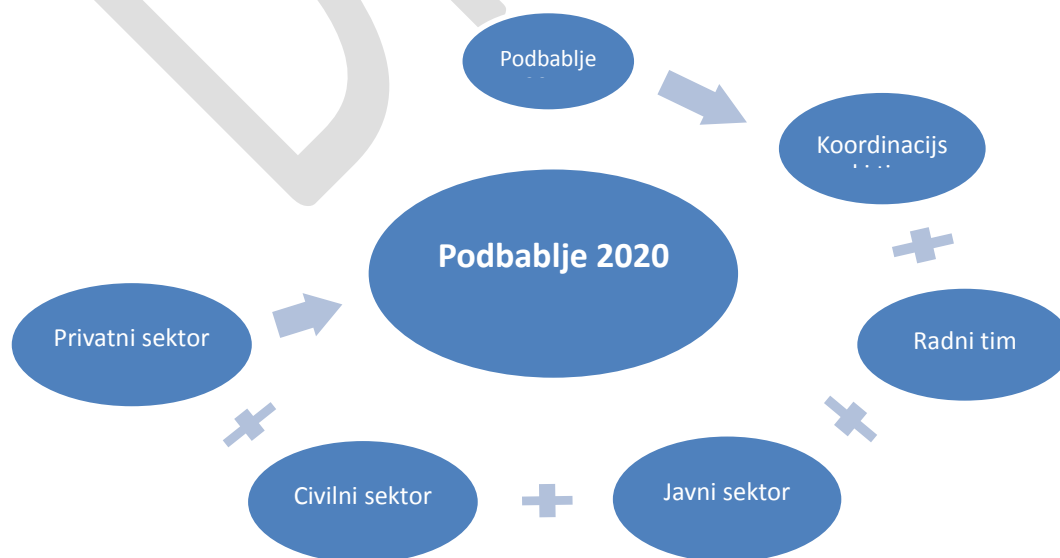 Podbablje
Koordinacijs
Podbablje 2020
Privatni sektor
Radni tim
Civilni sektor
Javni sektor